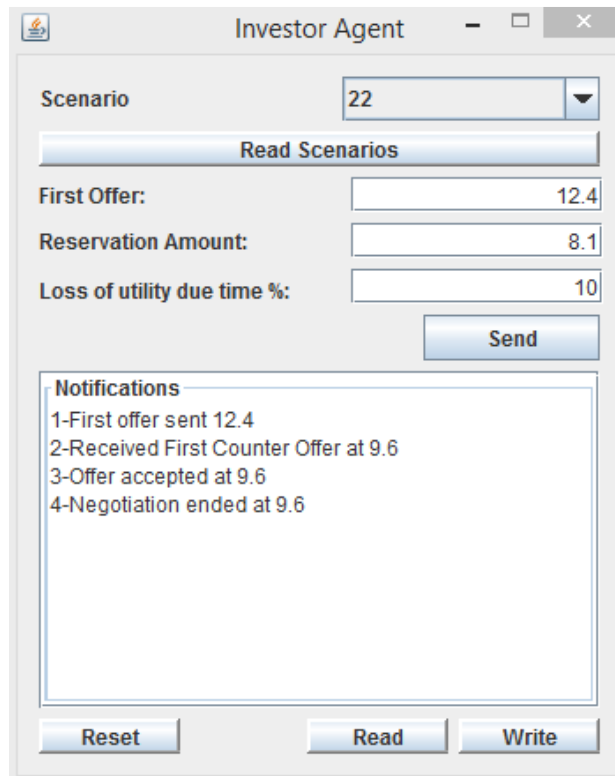 Investor Agent
Scenario 22
Read Scenarios
First Offer: 12.4
Reservation Amount: 8.1
Loss of utility due time %: 10
Send
Notifications
1-First offer sent 12.4
2-Received First Counter Offer at 9.6
3-Offer accepted at 9.6
4-Negotiation ended at 9.6
Reset Read Write